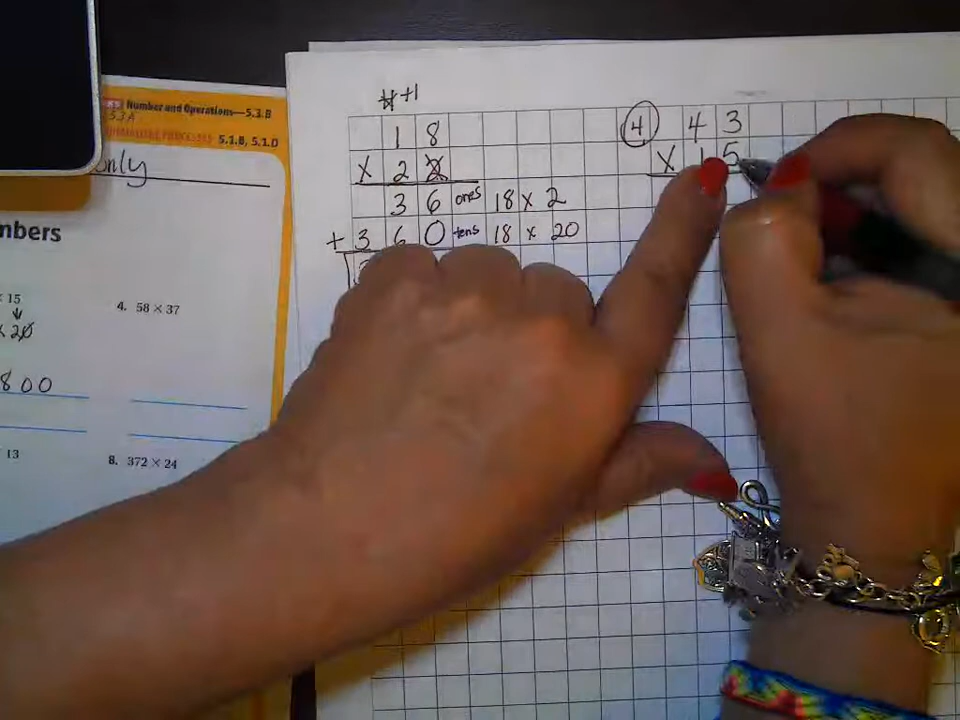 Number and Operations—5.3.B
5.3A
5.1.B, 5.1.D
only
mbers
15
4. 58 × 37
× 20
800
13
8. 372 × 24
+1
1 8
X 2 2
3 6 ones 18 x 2
+ 3 6 0 tens 18 x 20
4 4 3
X 1 5